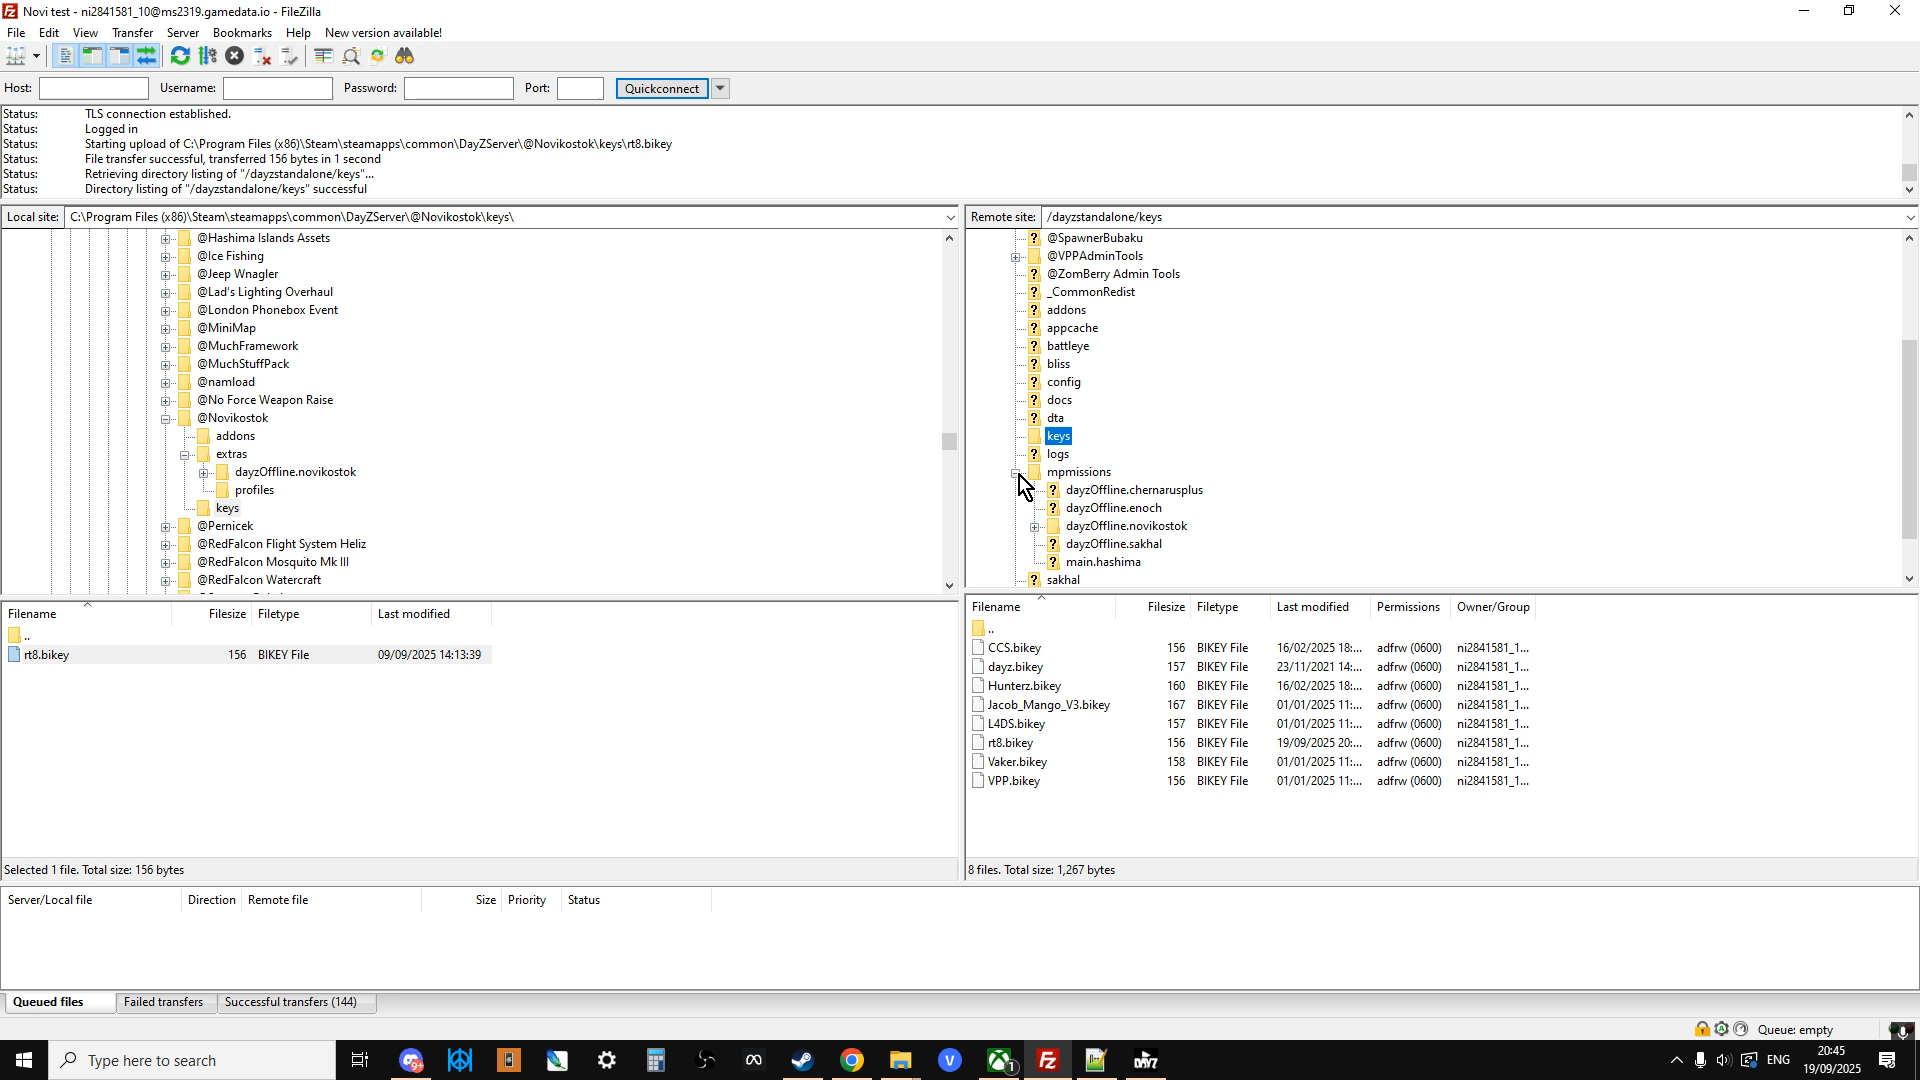 Novi test - ni2841581_10@ms2319.gamedata.io - FileZilla
File Edit View Transfer Server Bookmarks Help New version available!
Host: Username: Password: Port: Quickconnect
Status: TLS connection established.
Status: Logged in
Status: Starting upload of C:\Program Files (x86)\Steam\steamapps\common\DayZServer\@Novikostok\keys\rt8.bikey
Status: File transfer successful, transferred 156 bytes in 1 second
Status: Retrieving directory listing of "/dayzstandalone/keys"...
Status: Directory listing of "/dayzstandalone/keys" successful
Local site: C:\Program Files (x86)\Steam\steamapps\common\DayZServer\@Novikostok\keys\
@Hashima Islands Assets
@Ice Fishing
@Jeep Wnagler
@Lad's Lighting Overhaul
@London Phonebox Event
@MiniMap
@MuchFramework
@MuchStuffPack
@namload
@No Force Weapon Raise
@Novikostok
addons
extras
dayzOffline.novikostok
profiles
keys
@Pernicek
@RedFalcon Flight System Heliz
@RedFalcon Mosquito Mk III
@RedFalcon Watercraft
Filename Filesize Filetype Last modified
..
rt8.bikey 156 BIKEY File 09/09/2025 14:13:39
Selected 1 file. Total size: 156 bytes
Remote site: /dayzstandalone/keys
@SpawnerBubaku
@VPPAdminTools
@ZomBerry Admin Tools
_CommonRedist
addons
appcache
battleye
bliss
config
docs
dta
keys
logs
mpmissions
dayzOffline.chernarusplus
dayzOffline.enoch
dayzOffline.novikostok
dayzOffline.sakhal
main.hashima
sakhal
Filename Filesize Filetype Last modified Permissions Owner/Group
..
CCS.bikey 156 BIKEY File 16/02/2025 18:... adfrw (0600) ni2841581_1...
dayz.bikey 157 BIKEY File 23/11/2021 14:... adfrw (0600) ni2841581_1...
Hunterz.bikey 160 BIKEY File 16/02/2025 18:... adfrw (0600) ni2841581_1...
Jacob_Mango_V3.bikey 167 BIKEY File 01/01/2025 11:... adfrw (0600) ni2841581_1...
L4DS.bikey 157 BIKEY File 01/01/2025 11:... adfrw (0600) ni2841581_1...
rt8.bikey 156 BIKEY File 19/09/2025 20:... adfrw (0600) ni2841581_1...
Vaker.bikey 158 BIKEY File 01/01/2025 11:... adfrw (0600) ni2841581_1...
VPP.bikey 156 BIKEY File 01/01/2025 11:... adfrw (0600) ni2841581_1...
8 files. Total size: 1,267 bytes
Server/Local file Direction Remote file Size Priority Status
Queued files Failed transfers Successful transfers (144)
Queue: empty
Type here to search
ENG
20:45
19/09/2025